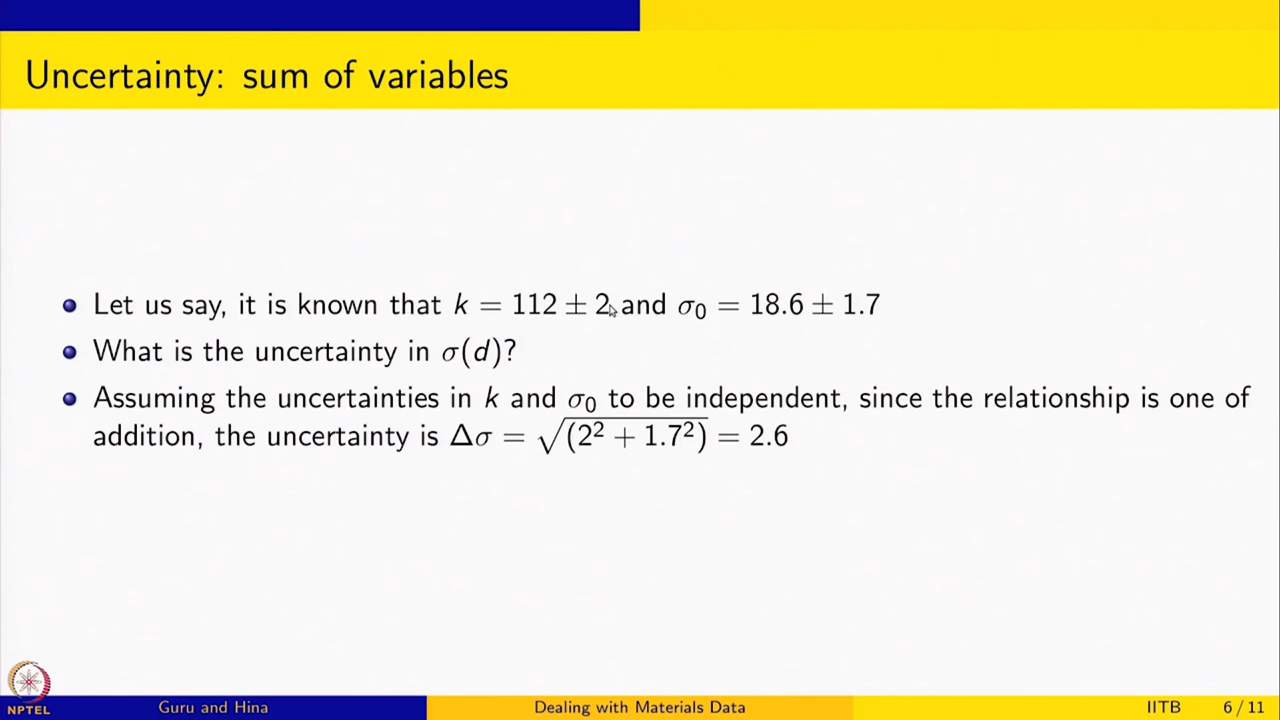 Uncertainty: sum of variables
Let us say, it is known that k = 112 ± 2 and σ₀ = 18.6 ± 1.7
What is the uncertainty in σ(d)?
Assuming the uncertainties in k and σ₀ to be independent, since the relationship is one of
addition, the uncertainty is Δσ = √(2² + 1.7²) = 2.6
NPTEL
Guru and Hina
Dealing with Materials Data
IITB
6 / 11